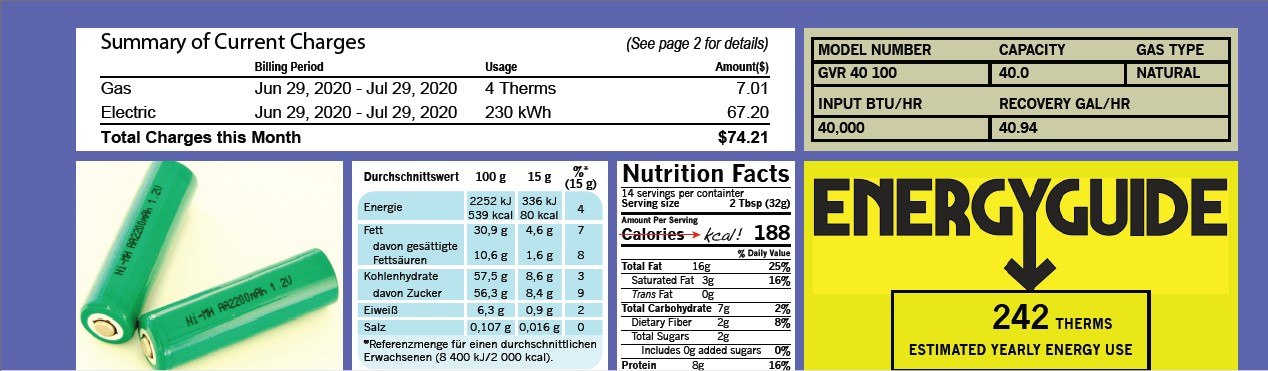 Summary of Current Charges (See page 2 for details)
Billing Period Usage Amount($)
Gas Jun 29, 2020 - Jul 29, 2020 4 Therms 7.01
Electric Jun 29, 2020 - Jul 29, 2020 230 kWh 67.20
Total Charges this Month $74.21
MODEL NUMBER CAPACITY GAS TYPE
GVR 40 100 40.0 NATURAL
INPUT BTU/HR RECOVERY GAL/HR
40,000 40.94
Ni-MH AA2200mAh 1.2V
Ni-MH AA2200mAh 1.2V
Durchschnittswert 100 g 15 g %* (15 g)
Energie 2252 kJ 336 kJ 4
539 kcal 80 kcal
Fett 30,9 g 4,6 g 7
davon gesättigte
Fettsäuren 10,6 g 1,6 g 8
Kohlenhydrate 57,5 g 8,6 g 3
davon Zucker 56,3 g 8,4 g 9
Eiweiß 6,3 g 0,9 g 2
Salz 0,107 g 0,016 g 0
*Referenzmenge für einen durchschnittlichen
Erwachsenen (8 400 kJ/2 000 kcal).
Nutrition Facts
14 servings per containter
Serving size 2 Tbsp (32g)
Amount Per Serving
Calories kcal! 188
% Daily Value
Total Fat 16g 25%
Saturated Fat 3g 16%
Trans Fat 0g
Total Carbohydrate 7g 2%
Dietary Fiber 2g 8%
Total Sugars 2g
Includes 0g added sugars 0%
Protein 8g 16%
ENERGYGUIDE
242 THERMS
ESTIMATED YEARLY ENERGY USE